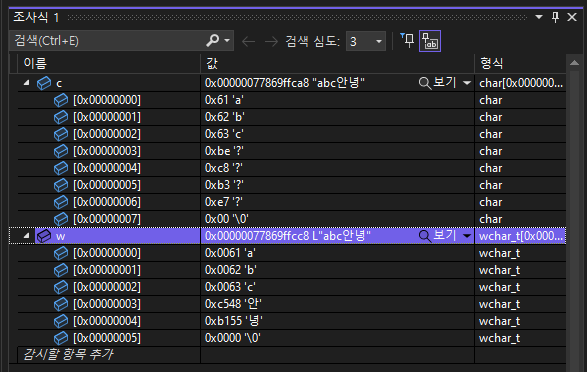 조사식 1
검색(Ctrl+E) 검색 심도: 3
이름 값 형식
c 0x00000077869ffca8 "abc안녕" 보기 char[0x000000...
[0x00000000] 0x61 'a' char
[0x00000001] 0x62 'b' char
[0x00000002] 0x63 'c' char
[0x00000003] 0xbe '?' char
[0x00000004] 0xc8 '?' char
[0x00000005] 0xb3 '?' char
[0x00000006] 0xe7 '?' char
[0x00000007] 0x00 '\0' char
w 0x00000077869ffcc8 L"abc안녕" 보기 wchar_t[0x000...
[0x00000000] 0x0061 'a' wchar_t
[0x00000001] 0x0062 'b' wchar_t
[0x00000002] 0x0063 'c' wchar_t
[0x00000003] 0xc548 '안' wchar_t
[0x00000004] 0xb155 '녕' wchar_t
[0x00000005] 0x0000 '\0' wchar_t
감시할 항목 추가